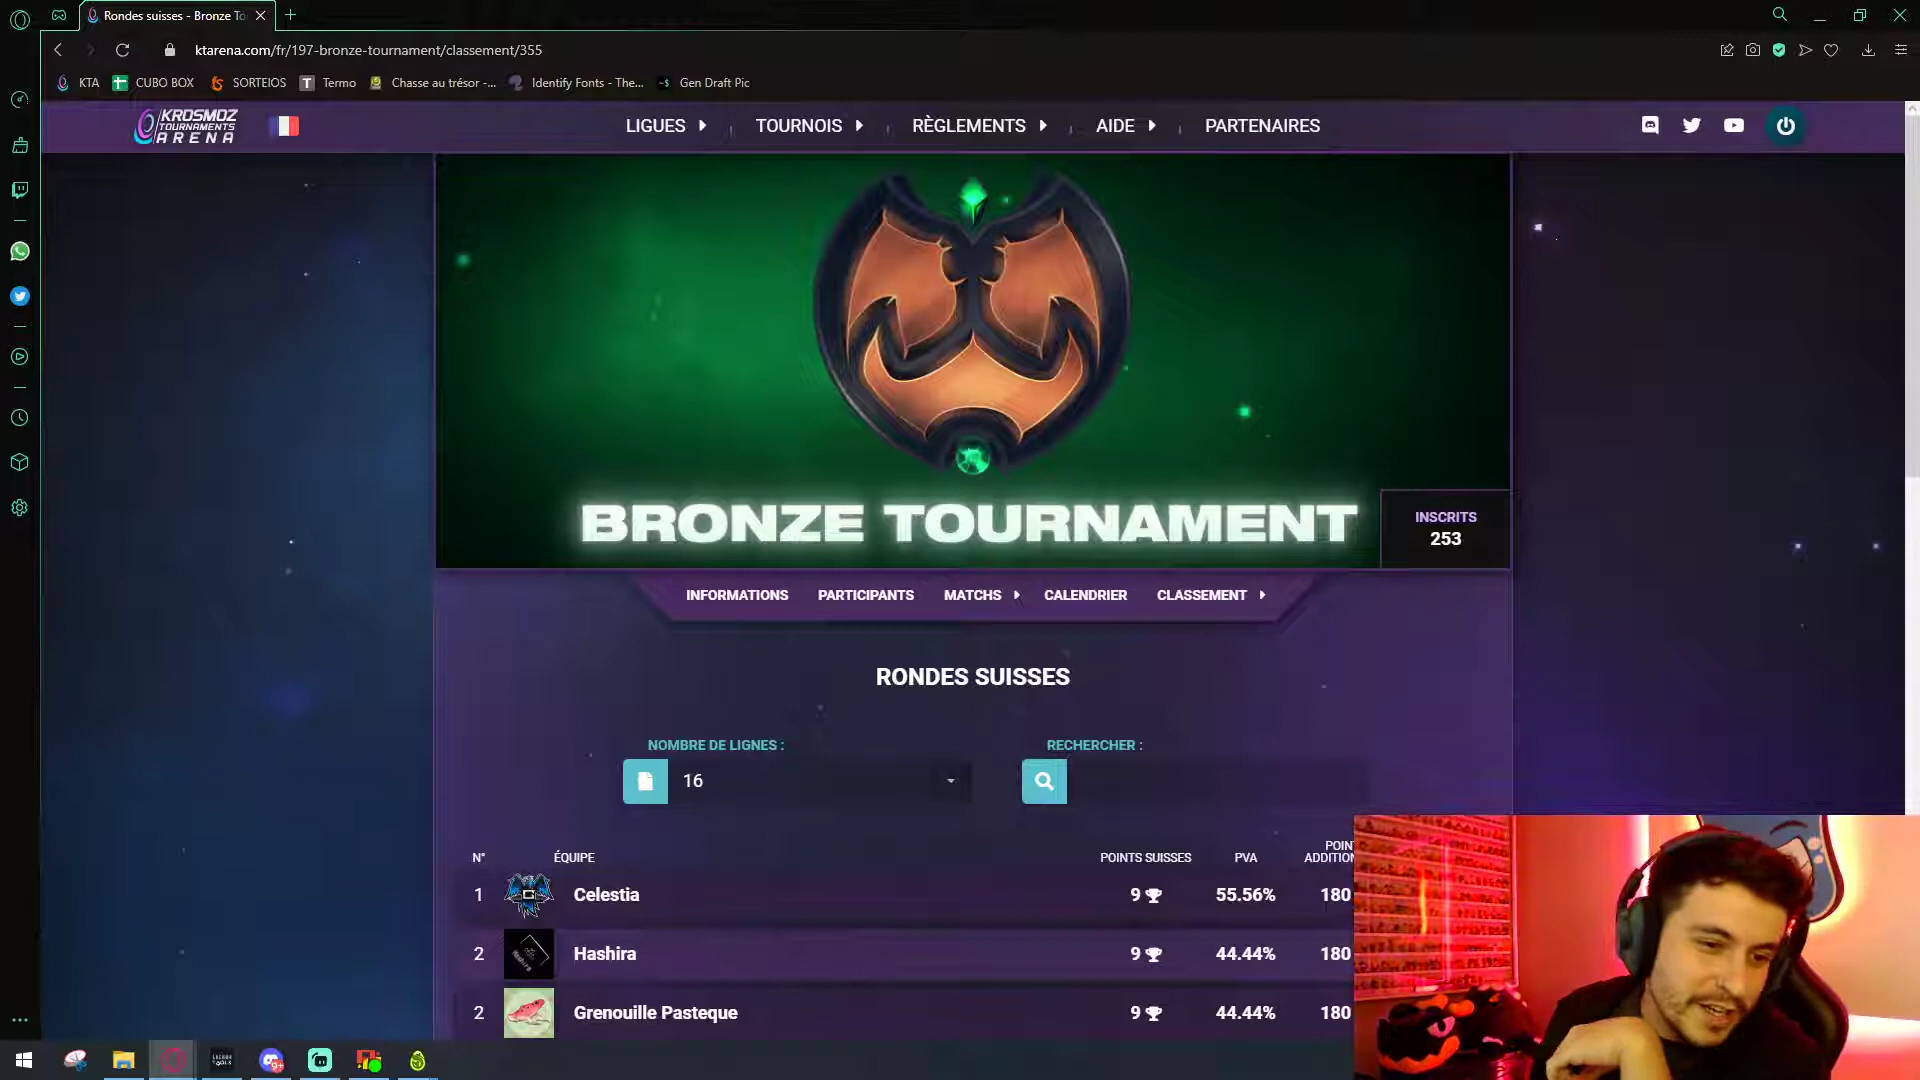 Rondes suisses - Bronze To
ktarena.com/fr/197-bronze-tournament/classement/355
KTA CUBO BOX SORTEIOS T Termo Chasse au trésor -... Identify Fonts - The... ~$ Gen Draft Pic
KROSMOZ
TOURNAMENTS
ARENA
LIGUES TOURNOIS RÈGLEMENTS AIDE PARTENAIRES
BRONZE TOURNAMENT
INSCRITS
253
INFORMATIONS PARTICIPANTS MATCHS CALENDRIER CLASSEMENT
RONDES SUISSES
NOMBRE DE LIGNES :
16
RECHERCHER :
N° ÉQUIPE POINTS SUISSES PVA POIN
ADDITION
1 Celestia 9 55.56% 180
2 Hashira 9 44.44% 180
2 Grenouille Pasteque 9 44.44% 180
9+